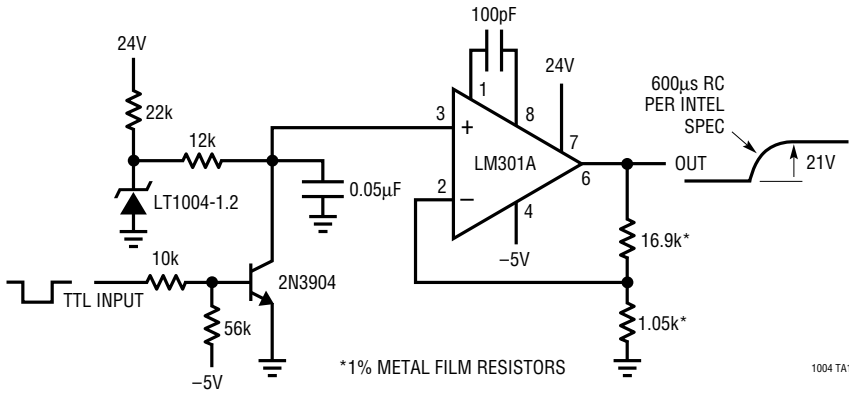 100pF
24V
24V
600µs RC
PER INTEL
SPEC
1
8
22k
12k
3
+
7
LM301A
OUT
6
21V
0.05µF
2
–
LT1004-1.2
4
16.9k*
–5V
10k
2N3904
TTL INPUT
56k
1.05k*
–5V
*1% METAL FILM RESISTORS